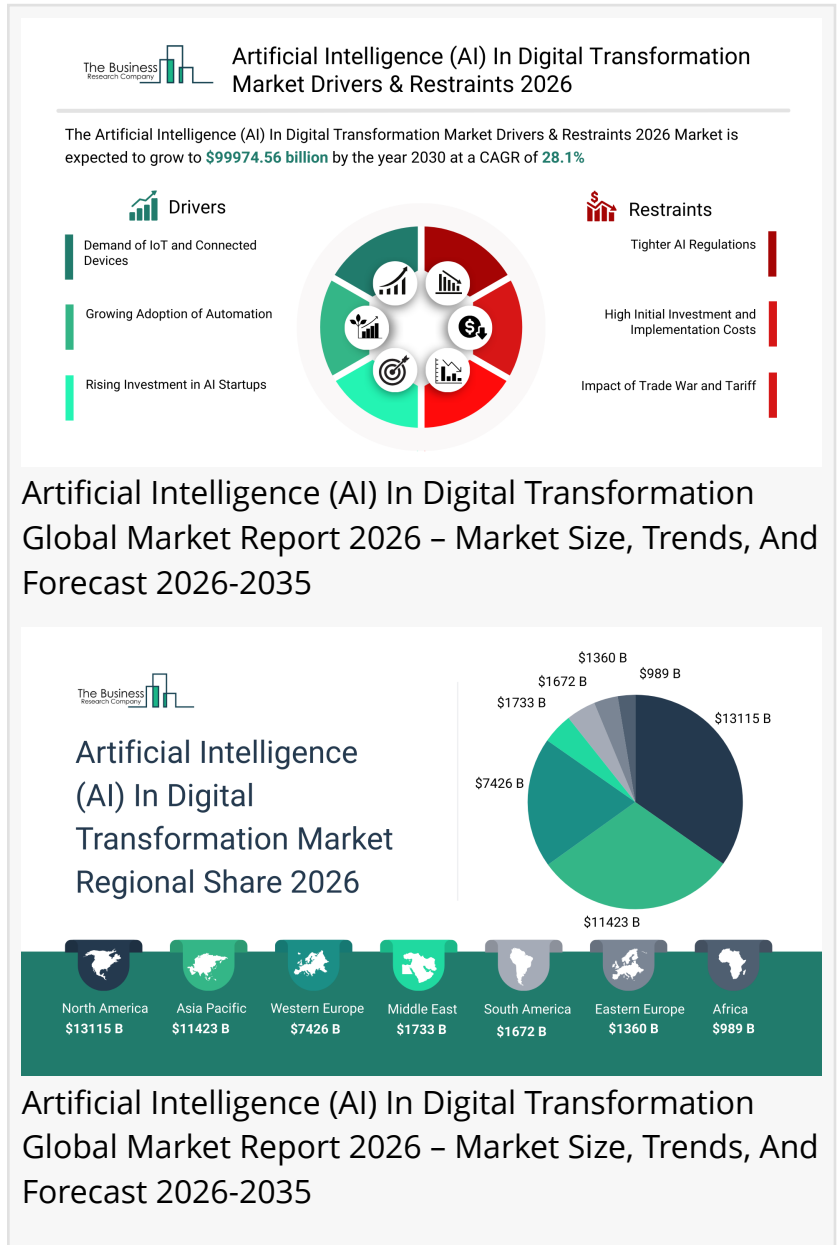 The Business
Research Company
Artificial Intelligence (AI) In Digital Transformation
Market Drivers & Restraints 2026
The Artificial Intelligence (AI) In Digital Transformation Market Drivers & Restraints 2026 Market is
expected to grow to $99974.56 billion by the year 2030 at a CAGR of 28.1%
Drivers
Demand of IoT and Connected
Devices
Growing Adoption of Automation
Rising Investment in AI Startups
$
$
Restraints
Tighter AI Regulations
High Initial Investment and
Implementation Costs
Impact of Trade War and Tariff
Artificial Intelligence (AI) In Digital Transformation
Global Market Report 2026 – Market Size, Trends, And
Forecast 2026-2035
The Business
Research Company
Artificial Intelligence
(AI) In Digital
Transformation Market
Regional Share 2026
$1360 B
$989 B
$1672 B
$1733 B
$13115 B
$7426 B
$11423 B
North America
$13115 B
Asia Pacific
$11423 B
Western Europe
$7426 B
Middle East
$1733 B
South America
$1672 B
Eastern Europe
$1360 B
Africa
$989 B
Artificial Intelligence (AI) In Digital Transformation
Global Market Report 2026 – Market Size, Trends, And
Forecast 2026-2035